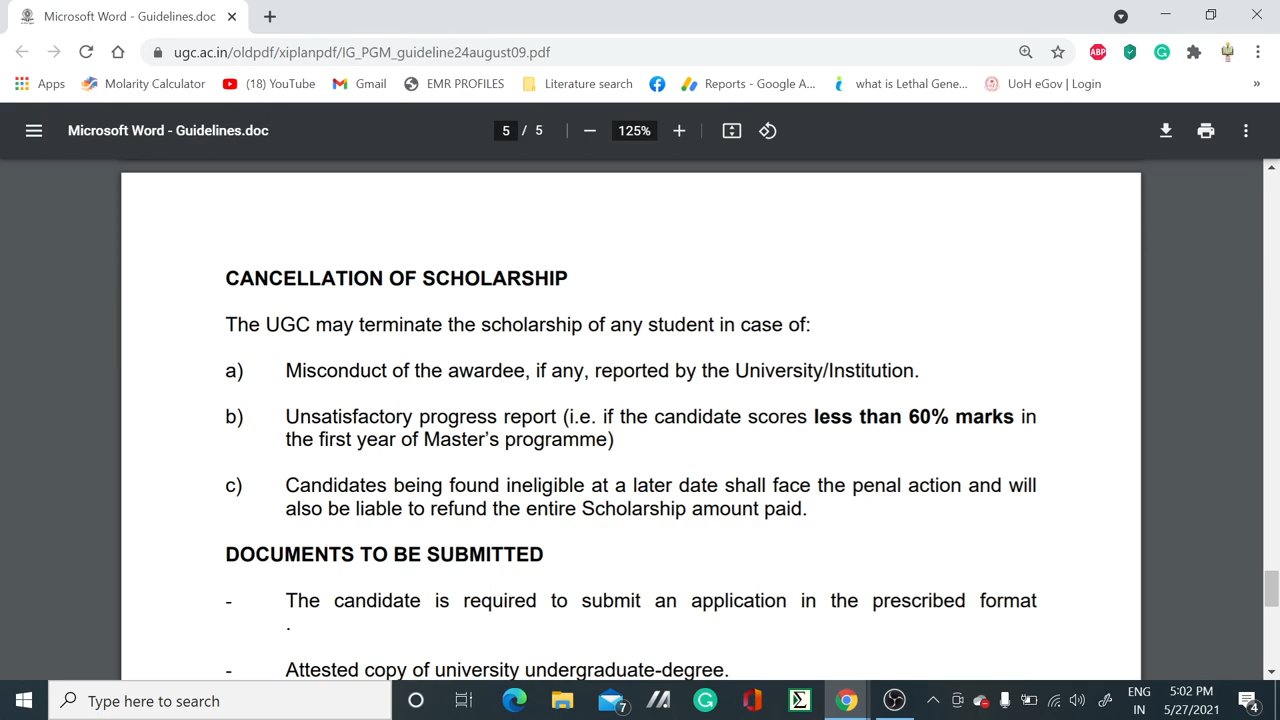 Microsoft Word - Guidelines.doc
ugc.ac.in/oldpdf/xiplanpdf/IG_PGM_guideline24august09.pdf
ABP
Apps Molarity Calculator (18) YouTube Gmail EMR PROFILES Literature search Reports - Google A... what is Lethal Gene... UoH eGov | Login »
Microsoft Word - Guidelines.doc 5 / 5 125%
CANCELLATION OF SCHOLARSHIP
The UGC may terminate the scholarship of any student in case of:
a) Misconduct of the awardee, if any, reported by the University/Institution.
b) Unsatisfactory progress report (i.e. if the candidate scores less than 60% marks in
the first year of Master's programme)
c) Candidates being found ineligible at a later date shall face the penal action and will
also be liable to refund the entire Scholarship amount paid.
DOCUMENTS TO BE SUBMITTED
- The candidate is required to submit an application in the prescribed format
.
- Attested copy of university undergraduate-degree.
Type here to search
7
ENG
IN
5:02 PM
5/27/2021
4